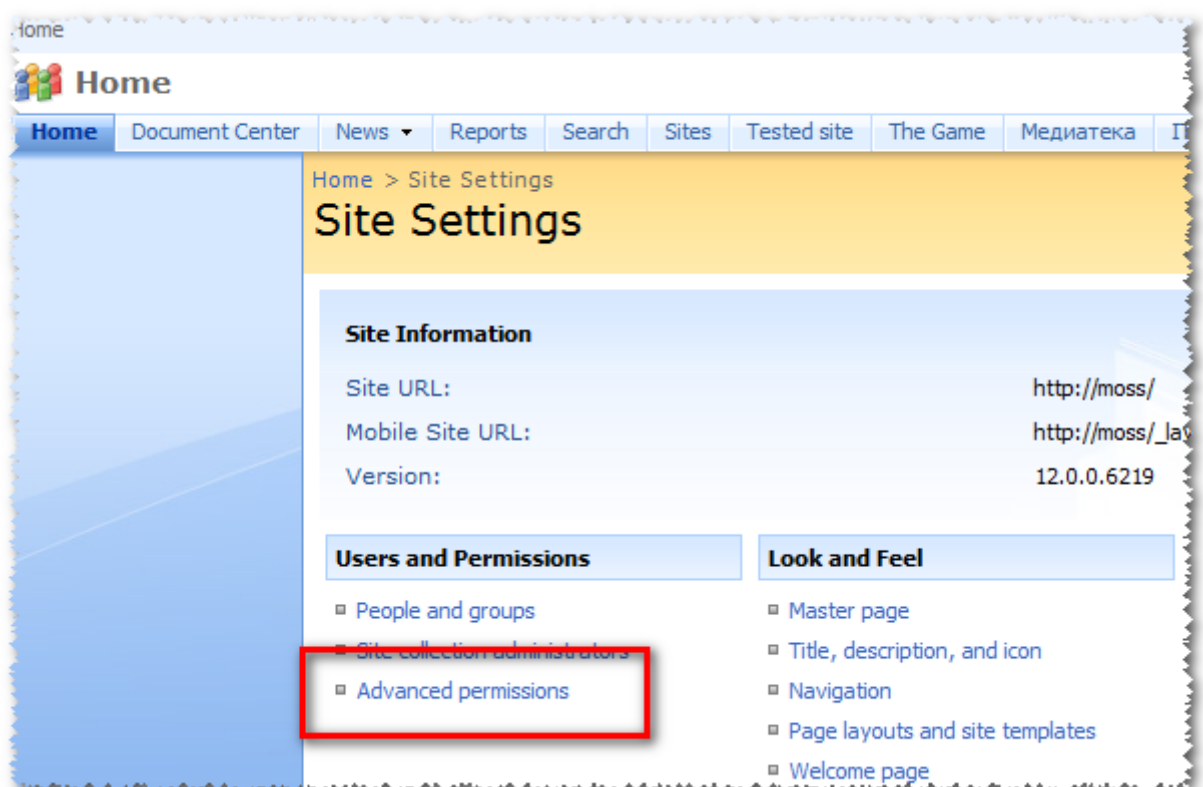 Home
Home
Home Document Center News Reports Search Sites Tested site The Game Медиатека
Home > Site Settings
Site Settings
Site Information
Site URL: http://moss/
Mobile Site URL: http://moss/_lay
Version: 12.0.0.6219
Users and Permissions
People and groups
Site collection administrators
Advanced permissions
Look and Feel
Master page
Title, description, and icon
Navigation
Page layouts and site templates
Welcome page